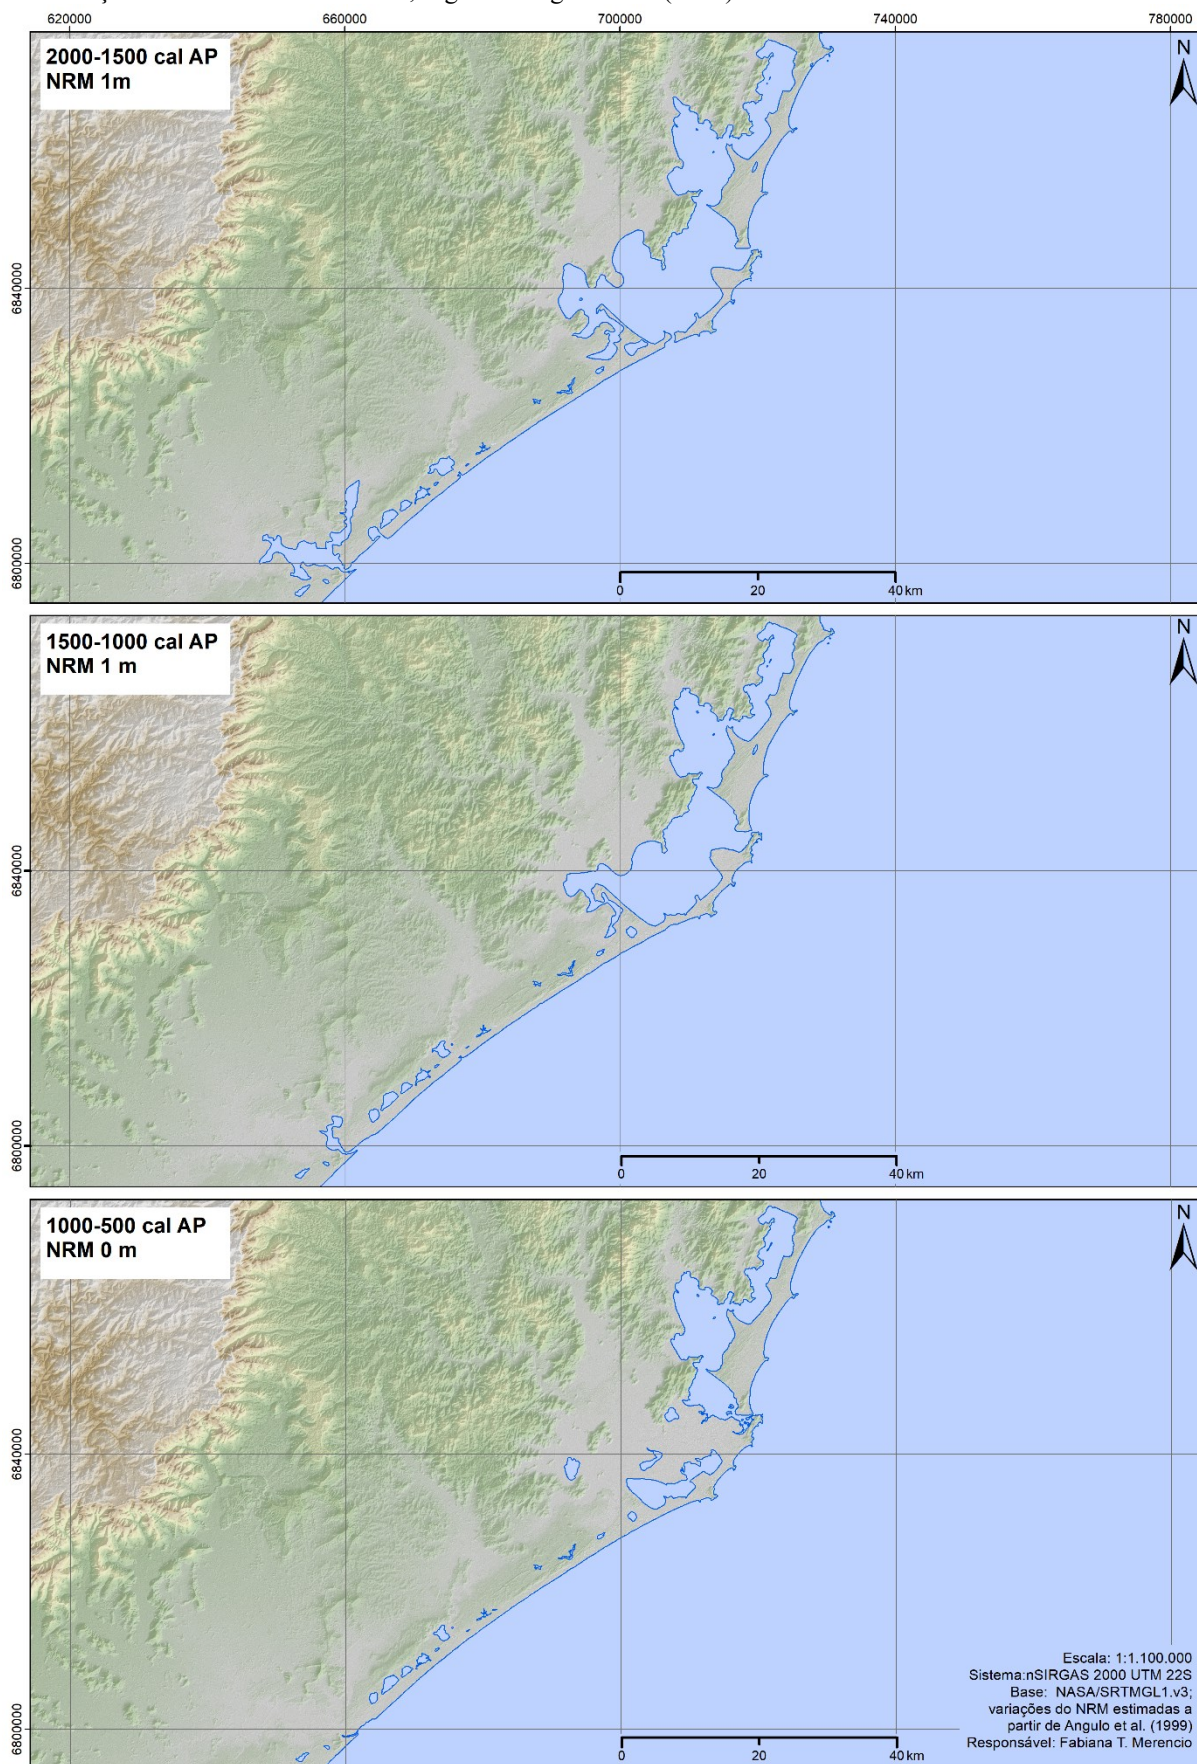 620000 660000 700000 740000 780000
2000-1500 cal AP
NRM 1m
N
6840000
6800000
0 20 40 km
1500-1000 cal AP
NRM 1 m
N
6840000
6800000
0 20 40 km
1000-500 cal AP
NRM 0 m
N
6840000
6800000
Escala: 1:1.100.000
Sistema:nSIRGAS 2000 UTM 22S
Base: NASA/SRTMGL1.v3;
variações do NRM estimadas a
partir de Angulo et al. (1999)
Responsável: Fabiana T. Merencio
0 20 40 km